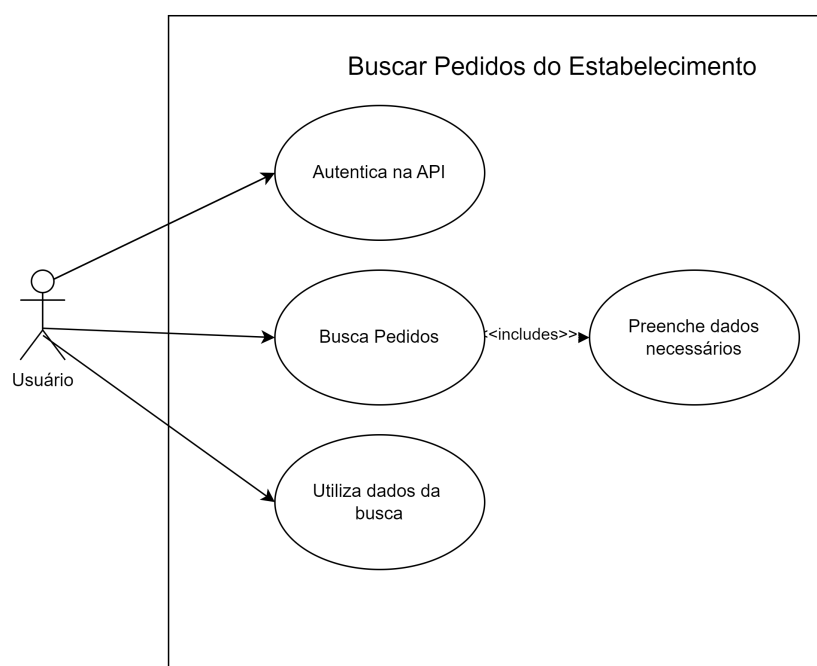 Buscar Pedidos do Estabelecimento
Autentica na API
Usuário
Busca Pedidos
<<includes>>
Preenche dados
necessários
Utiliza dados da
busca